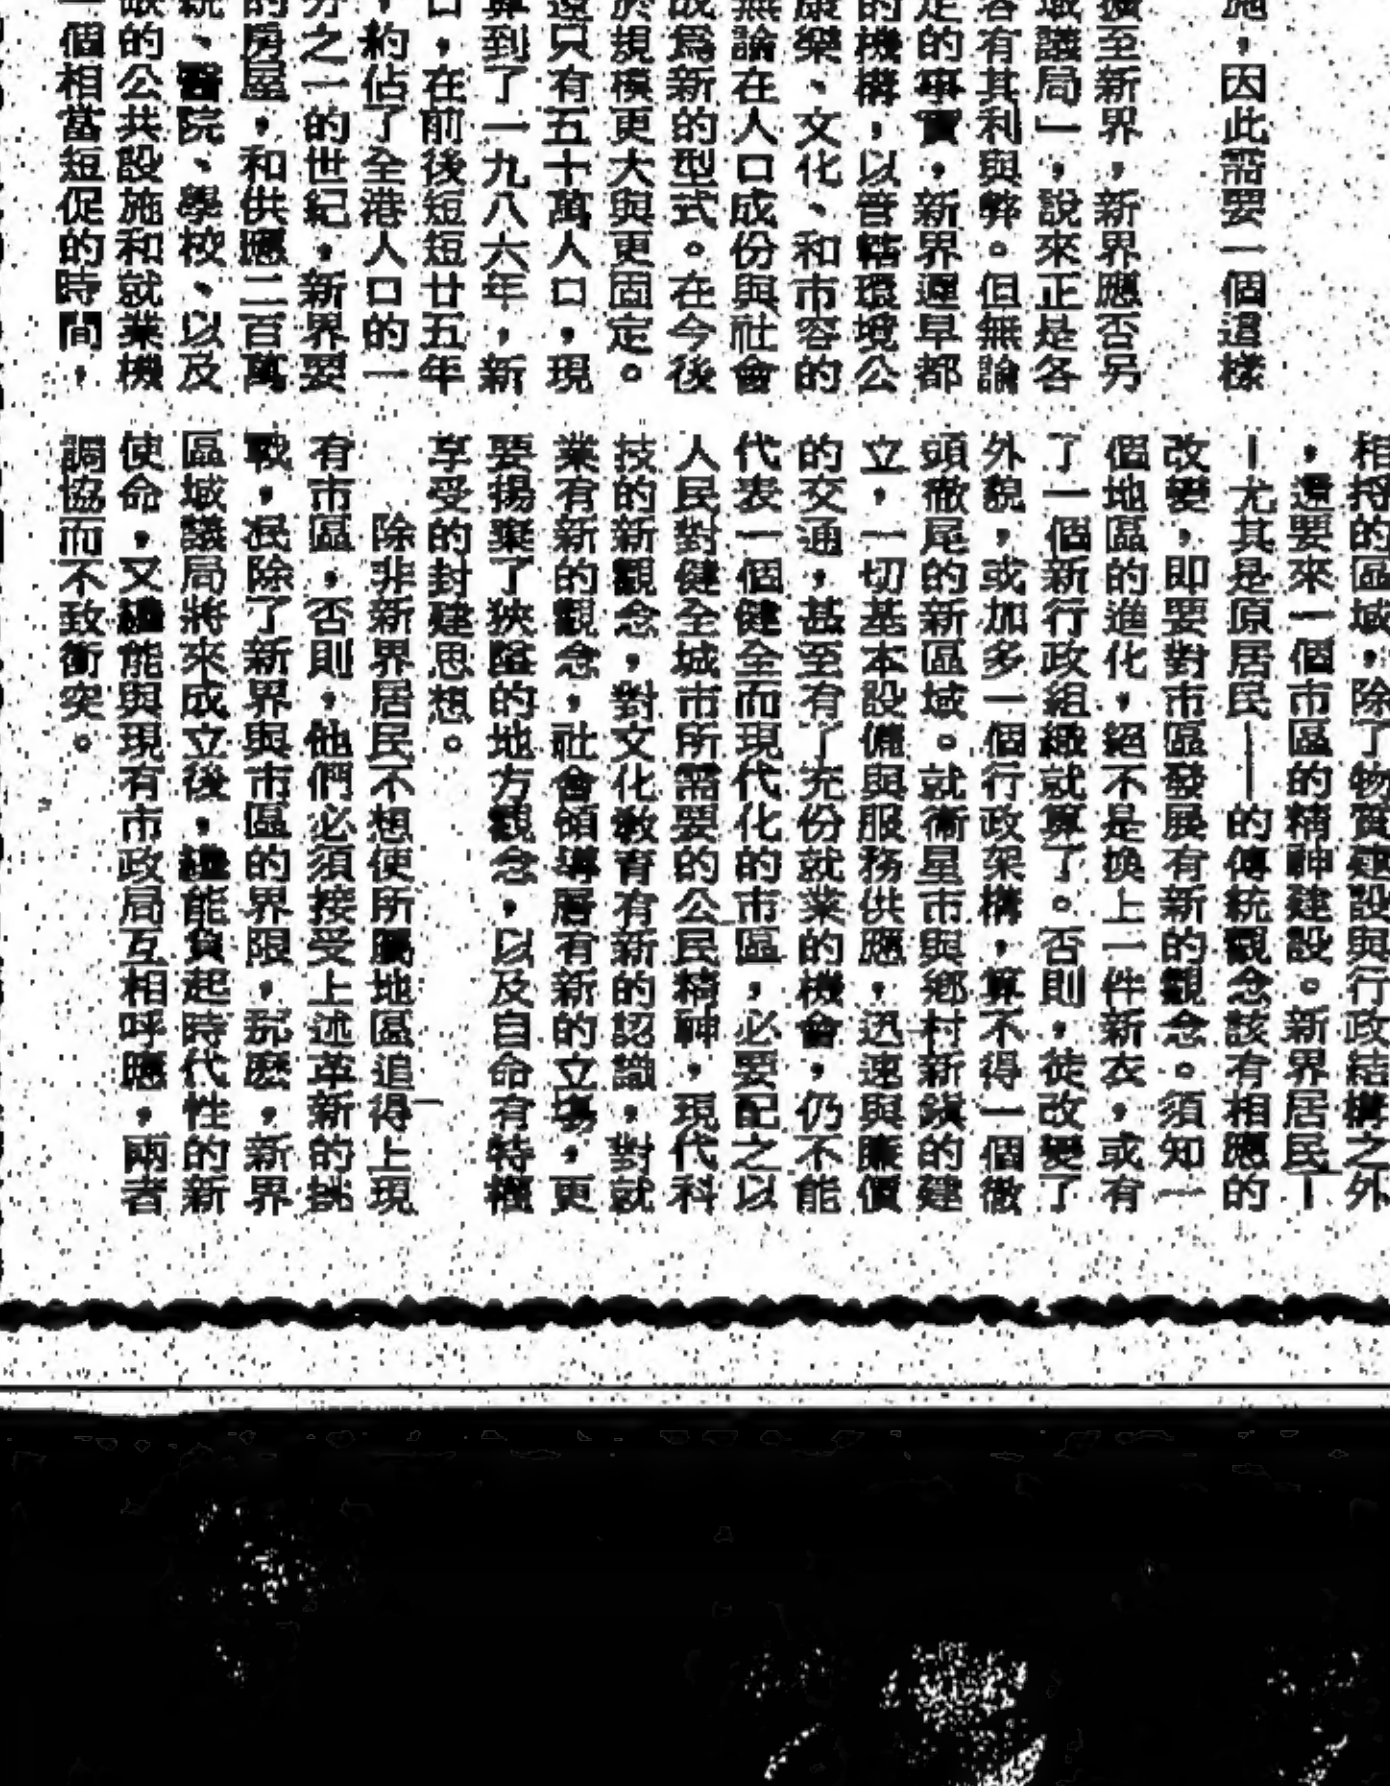 施，因此需要一個這樣
擴至新界，新界應否另
域議局」，說來正是各
容有其利與弊。但無論
定的事實，新界遲早都
的機構，以管轄環境公
康樂、文化、和市容的
無論在人口成份與社會
成爲新的型式。在今後
於規模更大與更固定。
還只有五十萬人口，現
算到了一九八六年，新
口，在前後短短廿五年
，約佔了全港人口的一
分之一的世紀，新界要
的房屋，和供應二百萬
統、醫院、學校、以及
的公共設施和就業機
一個相當短促的時間，
相捋的區域，除了物質建設與行政結構之外
，還要來一個市區的精神建設。新界居民—
—尤其是原居民——的傳統觀念該有相應的
改變，即要對市區發展有新的觀念。須知一
個地區的進化，絕不是換上一件新衣，或有
了一個新行政組織就算了。否則，徒改變了
外貌，或加多一個行政架構，算不得一個徹
頭徹尾的新區域。就衞星市與鄉村新鎮的建
立，一切基本設備與服務供應，迅速與廉價
的交通，甚至有了充份就業的機會，仍不能
代表一個健全而現代化的市區，必要配之以
人民對健全城市所需要的公民精神，現代科
技的新觀念，對文化教育有新的認識，對就
業有新的觀念，社會領導層有新的立場，更
要揚棄了狹隘的地方觀念，以及自命有特權
享受的封建思想。
除非新界居民不想使所屬地區追得上現
有市區，否則，他們必須接受上述革新的挑
戰，泯除了新界與市區的界限，那麽，新界
區域議局將來成立後，纔能負起時代性的新
使命，又纔能與現有市政局互相呼應，兩者
調協而不致衝突。